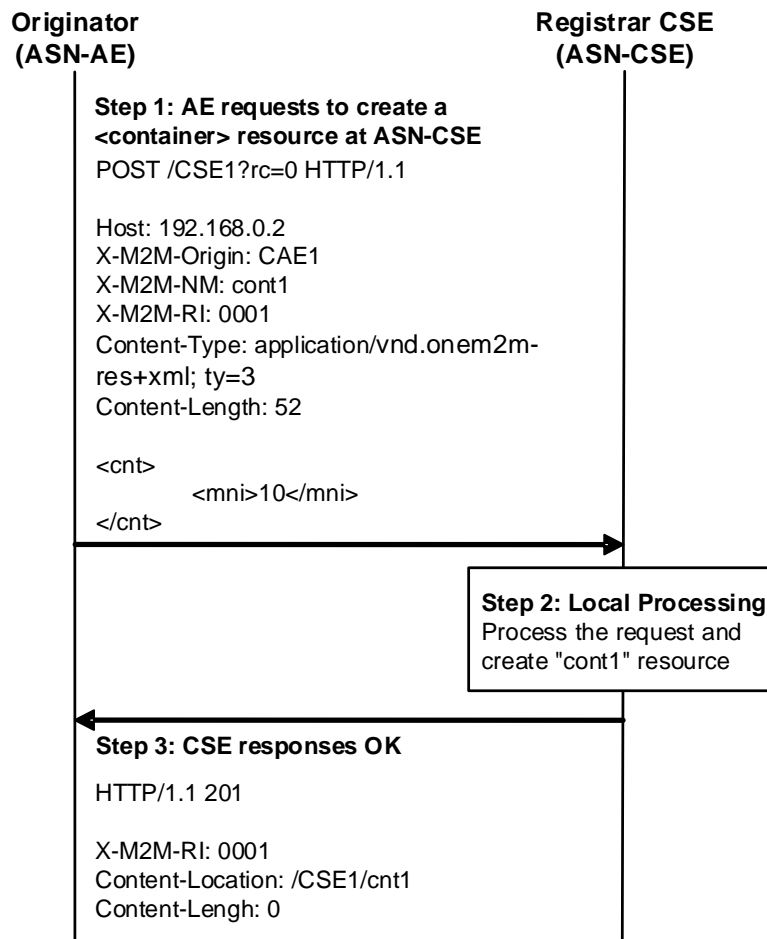 Originator
(ASN-AE)
Registrar CSE
(ASN-CSE)
Step 1: AE requests to create a
<container> resource at ASN-CSE
POST /CSE1?rc=0 HTTP/1.1
Host: 192.168.0.2
X-M2M-Origin: CAE1
X-M2M-NM: cont1
X-M2M-RI: 0001
Content-Type: application/vnd.onem2m-
res+xml; ty=3
Content-Length: 52
<cnt>
<mni>10</mni>
</cnt>
Step 2: Local Processing
Process the request and
create "cont1" resource
Step 3: CSE responses OK
HTTP/1.1 201
X-M2M-RI: 0001
Content-Location: /CSE1/cnt1
Content-Lengh: 0